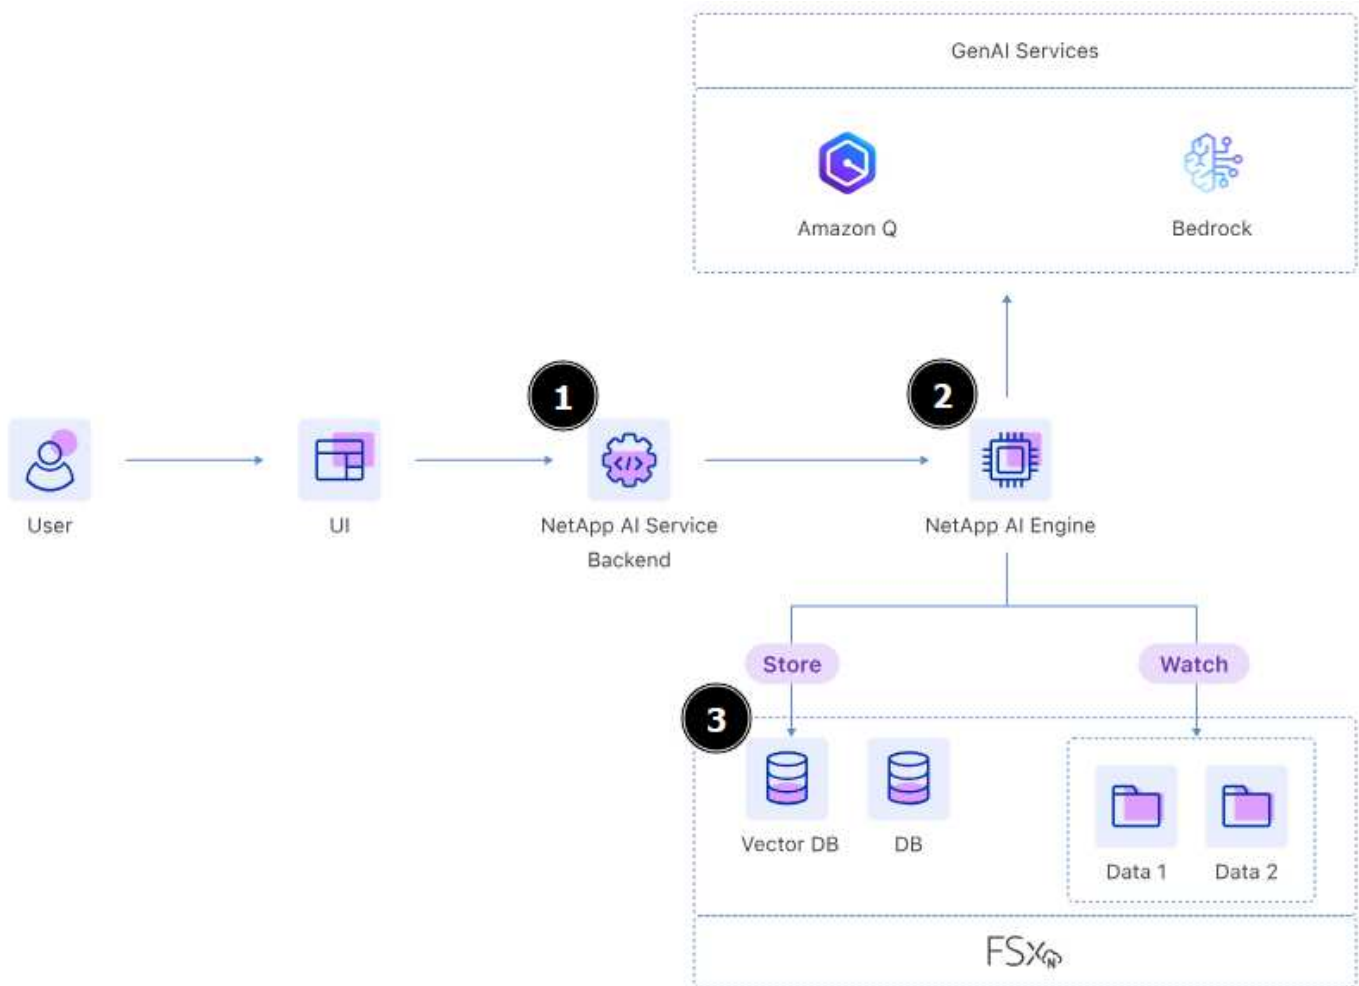 GenAI Services
Amazon Q
Bedrock
1
2
User
UI
NetApp AI Service
Backend
NetApp AI Engine
Store
Watch
3
Vector DB
DB
Data 1
Data 2
FSxN